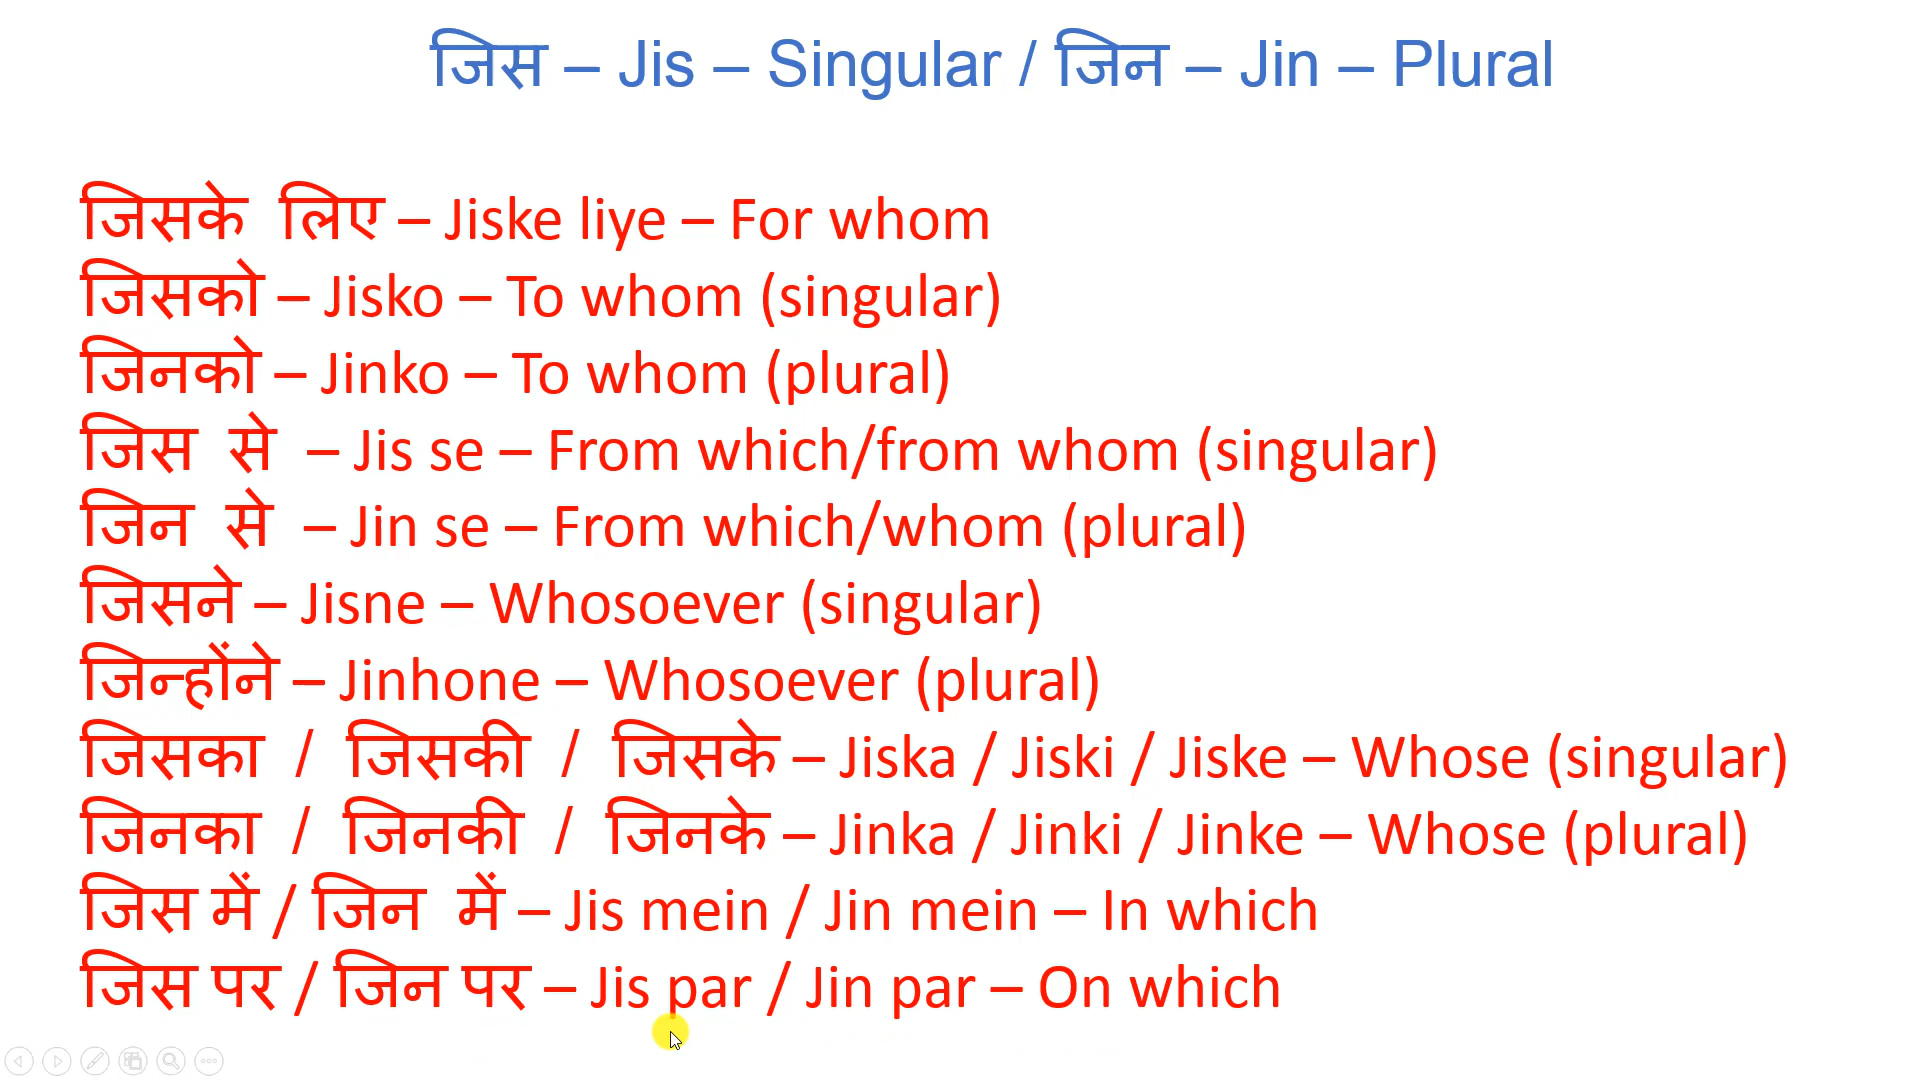 जिस – Jis – Singular / जिन – Jin – Plural
जिसके लिए – Jiske liye – For whom
जिसको – Jisko – To whom (singular)
जिनको – Jinko – To whom (plural)
जिस से – Jis se – From which/from whom (singular)
जिन से – Jin se – From which/whom (plural)
जिसने – Jisne – Whosoever (singular)
जिन्होंने – Jinhone – Whosoever (plural)
जिसका / जिसकी / जिसके – Jiska / Jiski / Jiske – Whose (singular)
जिनका / जिनकी / जिनके – Jinka / Jinki / Jinke – Whose (plural)
जिस में / जिन में – Jis mein / Jin mein – In which
जिस पर / जिन पर – Jis par / Jin par – On which